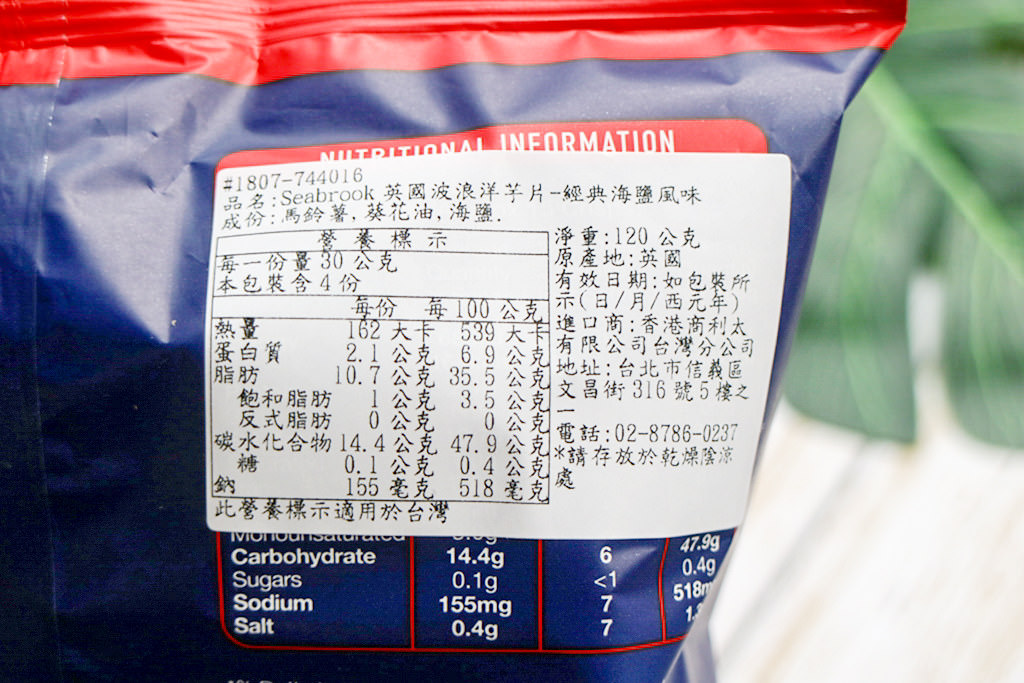 NUTRITIONAL INFORMATION
#1807-744016
品名:Seabrook 英國波浪洋芋片-經典海鹽風味
成份:馬鈴薯, 葵花油, 海鹽.
營養標示
每一份量 30 公克
本包裝含 4 份
每份 每 100 公克
熱量 162 大卡 539 大卡
蛋白質 2.1 公克 6.9 公克
脂肪 10.7 公克 35.5 公克
飽和脂肪 1 公克 3.5 公克
反式脂肪 0 公克 0 公克
碳水化合物 14.4 公克 47.9 公克
糖 0.1 公克 0.4 公克
鈉 155 毫克 518 毫克
此營養標示適用於台灣
淨重:120 公克
原產地:英國
有效日期:如包裝所
示(日/月/西元年)
進口商:香港商利太
有限公司台灣分公司
地址:台北市信義區
文昌街 316 號 5 樓之
一
電話:02-8786-0237
*請存放於乾燥陰涼
處
Monounsaturated
Carbohydrate 14.4g 6 47.9g
Sugars 0.1g <1 0.4g
Sodium 155mg 7 518m
Salt 0.4g 7